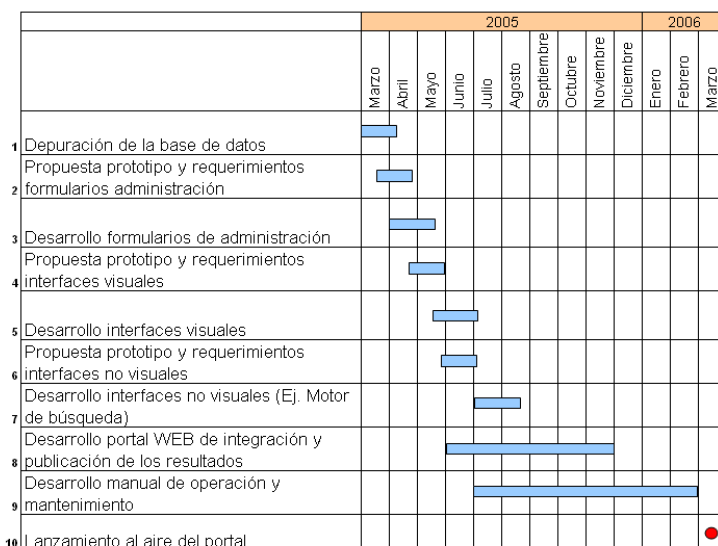 2005 2006
Marzo Abril Mayo Junio Julio Agosto Septiembre Octubre Noviembre Diciembre Enero Febrero Marzo
1 Depuración de la base de datos
Propuesta prototipo y requerimientos
2 formularios administración
3 Desarrollo formularios de administración
Propuesta prototipo y requerimientos
4 interfaces visuales
5 Desarrollo interfaces visuales
Propuesta prototipo y requerimientos
6 interfaces no visuales
Desarrollo interfaces no visuales (Ej. Motor
7 de búsqueda)
Desarrollo portal WEB de integración y
8 publicación de los resultados
Desarrollo manual de operación y
9 mantenimiento
10 Lanzamiento al aire del portal